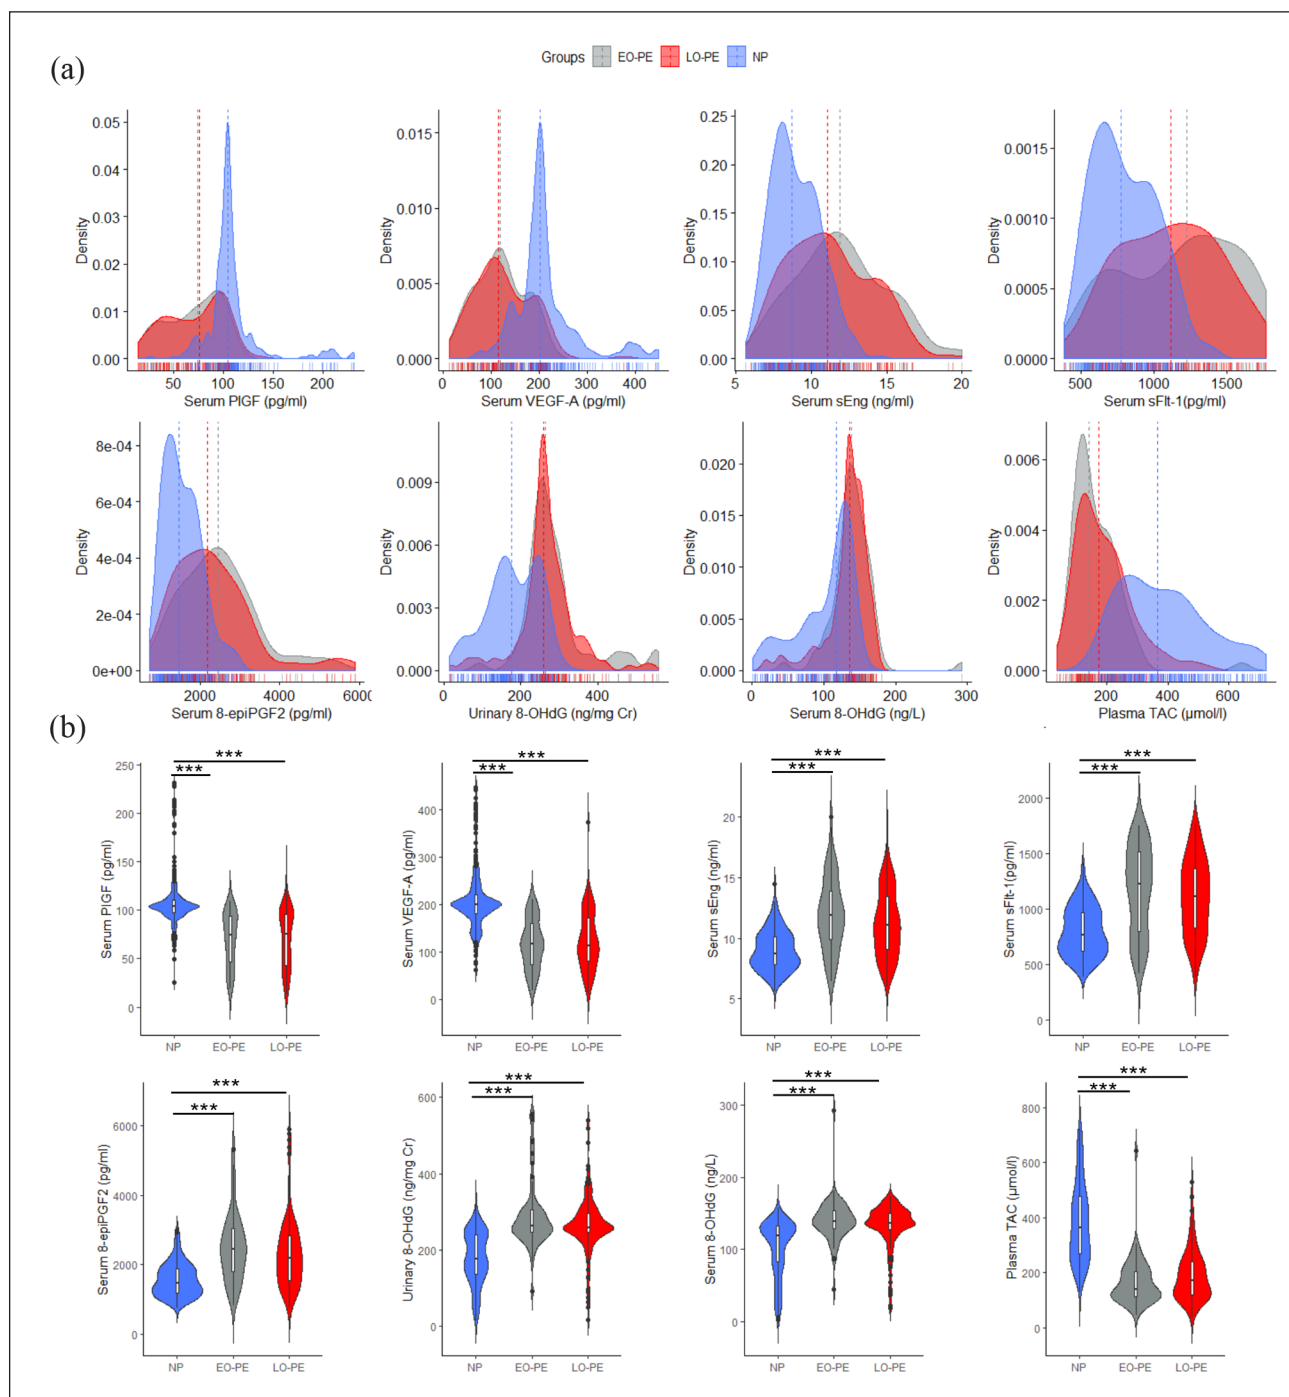 (a)
Groups EO-PE LO-PE NP
Density
0.05
0.04
0.03
0.02
0.01
0.00
50 100 150 200
Serum PlGF (pg/ml)
Density
0.015
0.010
0.005
0.000
0 100 200 300 400
Serum VEGF-A (pg/ml)
Density
0.25
0.20
0.15
0.10
0.05
0.00
5 10 15 20
Serum sEng (ng/ml)
Density
0.0015
0.0010
0.0005
0.0000
500 1000 1500
Serum sFlt-1(pg/ml)
Density
8e-04
6e-04
4e-04
2e-04
0e+00
2000 4000 6000
Serum 8-epiPGF2 (pg/ml)
Density
0.009
0.006
0.003
0.000
0 200 400
Urinary 8-OHdG (ng/mg Cr)
Density
0.020
0.015
0.010
0.005
0.000
0 100 200 300
Serum 8-OHdG (ng/L)
Density
0.006
0.004
0.002
0.000
200 400 600
Plasma TAC (μmol/l)
(b)
Serum PlGF (pg/ml)
250
200
150
100
50
0
***
***
NP EO-PE LO-PE
Serum VEGF-A (pg/ml)
400
300
200
100
0
***
***
NP EO-PE LO-PE
Serum sEng (ng/ml)
20
15
10
5
***
***
NP EO-PE LO-PE
Serum sFlt-1(pg/ml)
2000
1500
1000
500
0
***
***
NP EO-PE LO-PE
Serum 8-epiPGF2 (pg/ml)
6000
4000
2000
0
***
***
NP EO-PE LO-PE
Urinary 8-OHdG (ng/mg Cr)
600
400
200
0
***
***
NP EO-PE LO-PE
Serum 8-OHdG (ng/L)
300
200
100
0
***
***
NP EO-PE LO-PE
Plasma TAC (μmol/l)
800
600
400
200
0
***
***
NP EO-PE LO-PE